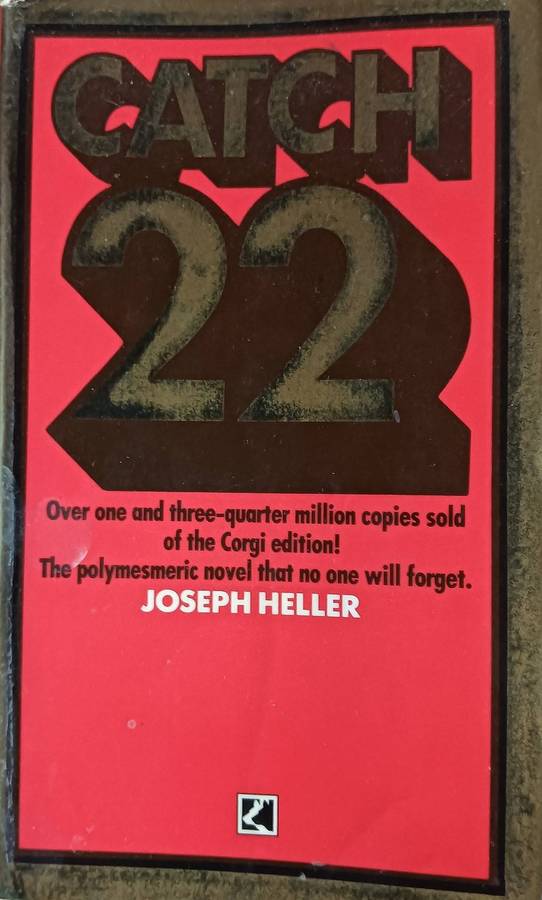 CATCH
22
Over one and three-quarter million copies sold
of the Corgi edition!
The polymesmeric novel that no one will forget.
JOSEPH HELLER